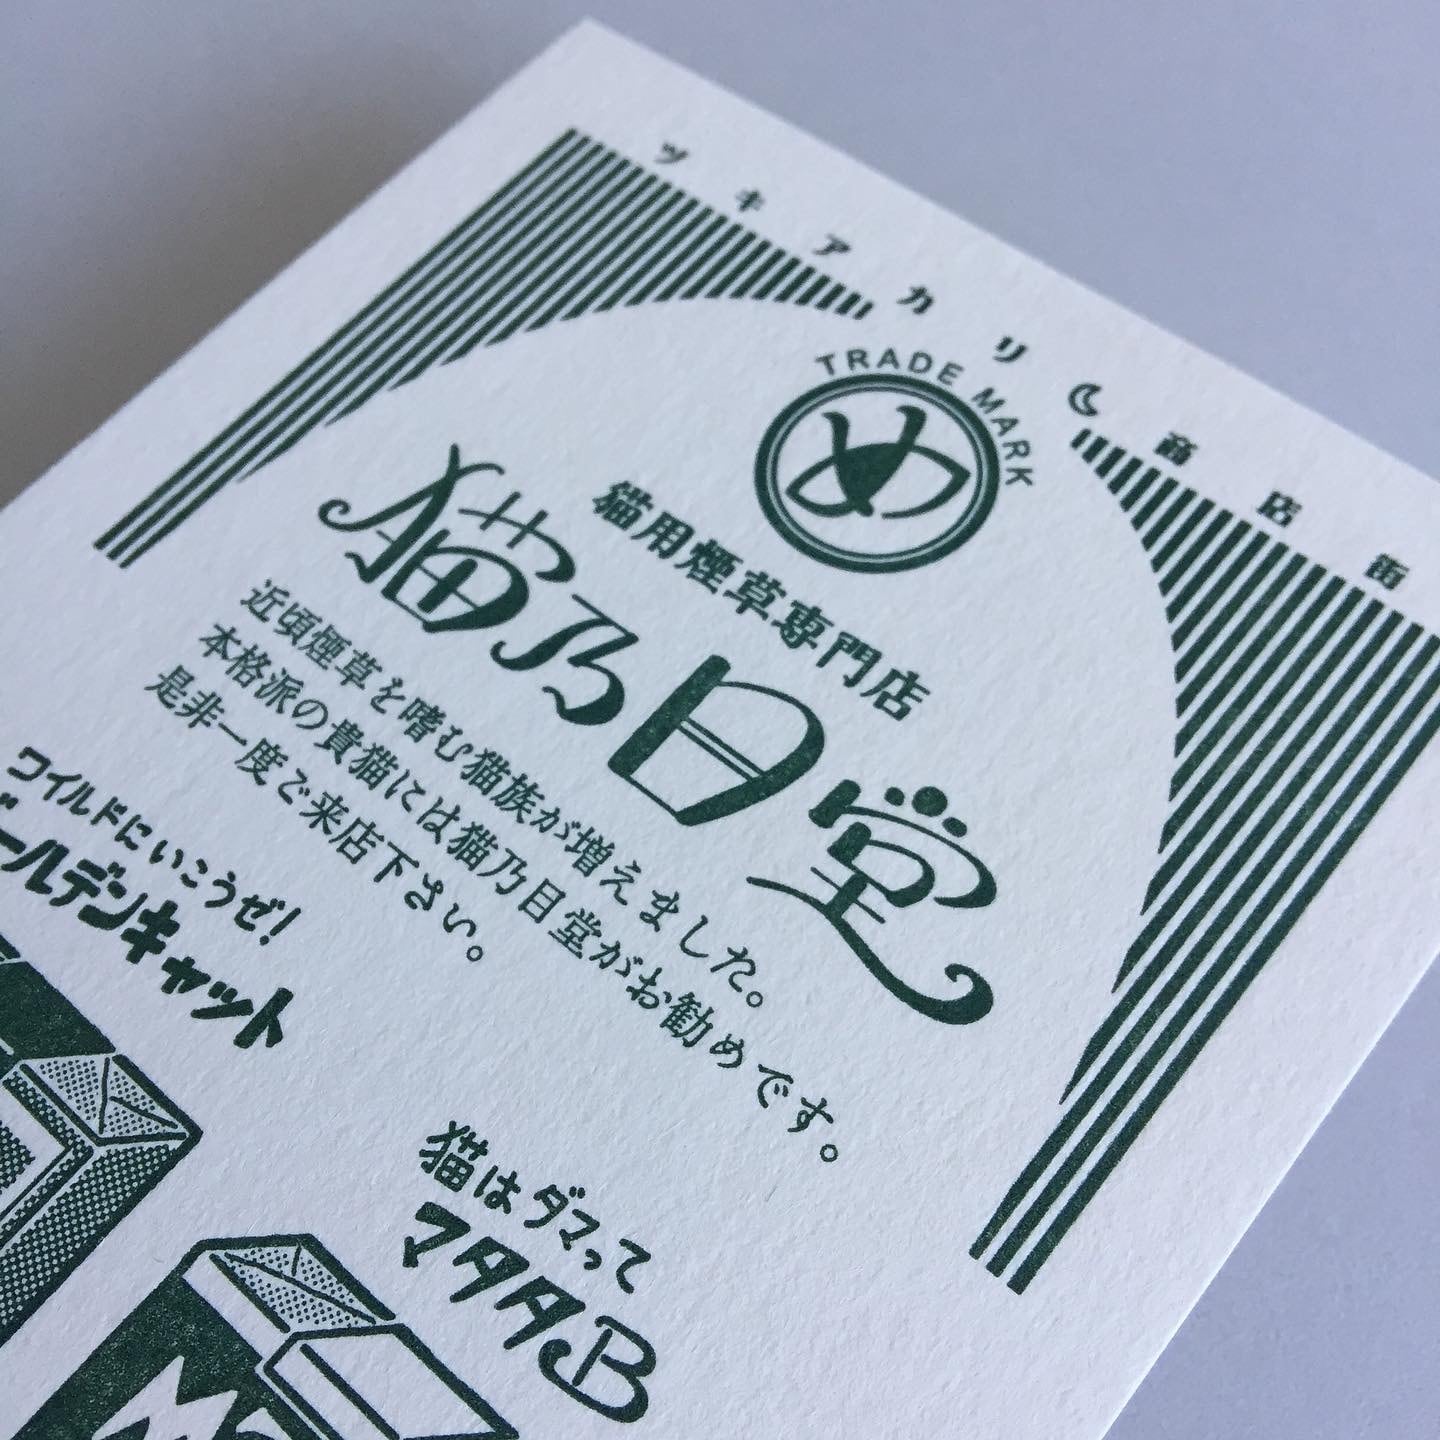 ツキアカリ商店街
TRADE MARK
め
猫用煙草専門店
猫乃目堂
近頃煙草を嗜む猫族が増えました。
本格派の貴猫には猫乃目堂がお勧めです。
是非一度ご来店下さい。
ワイルドにいこうぜ!
ゴールデンキャット
猫はダマって
マタタB